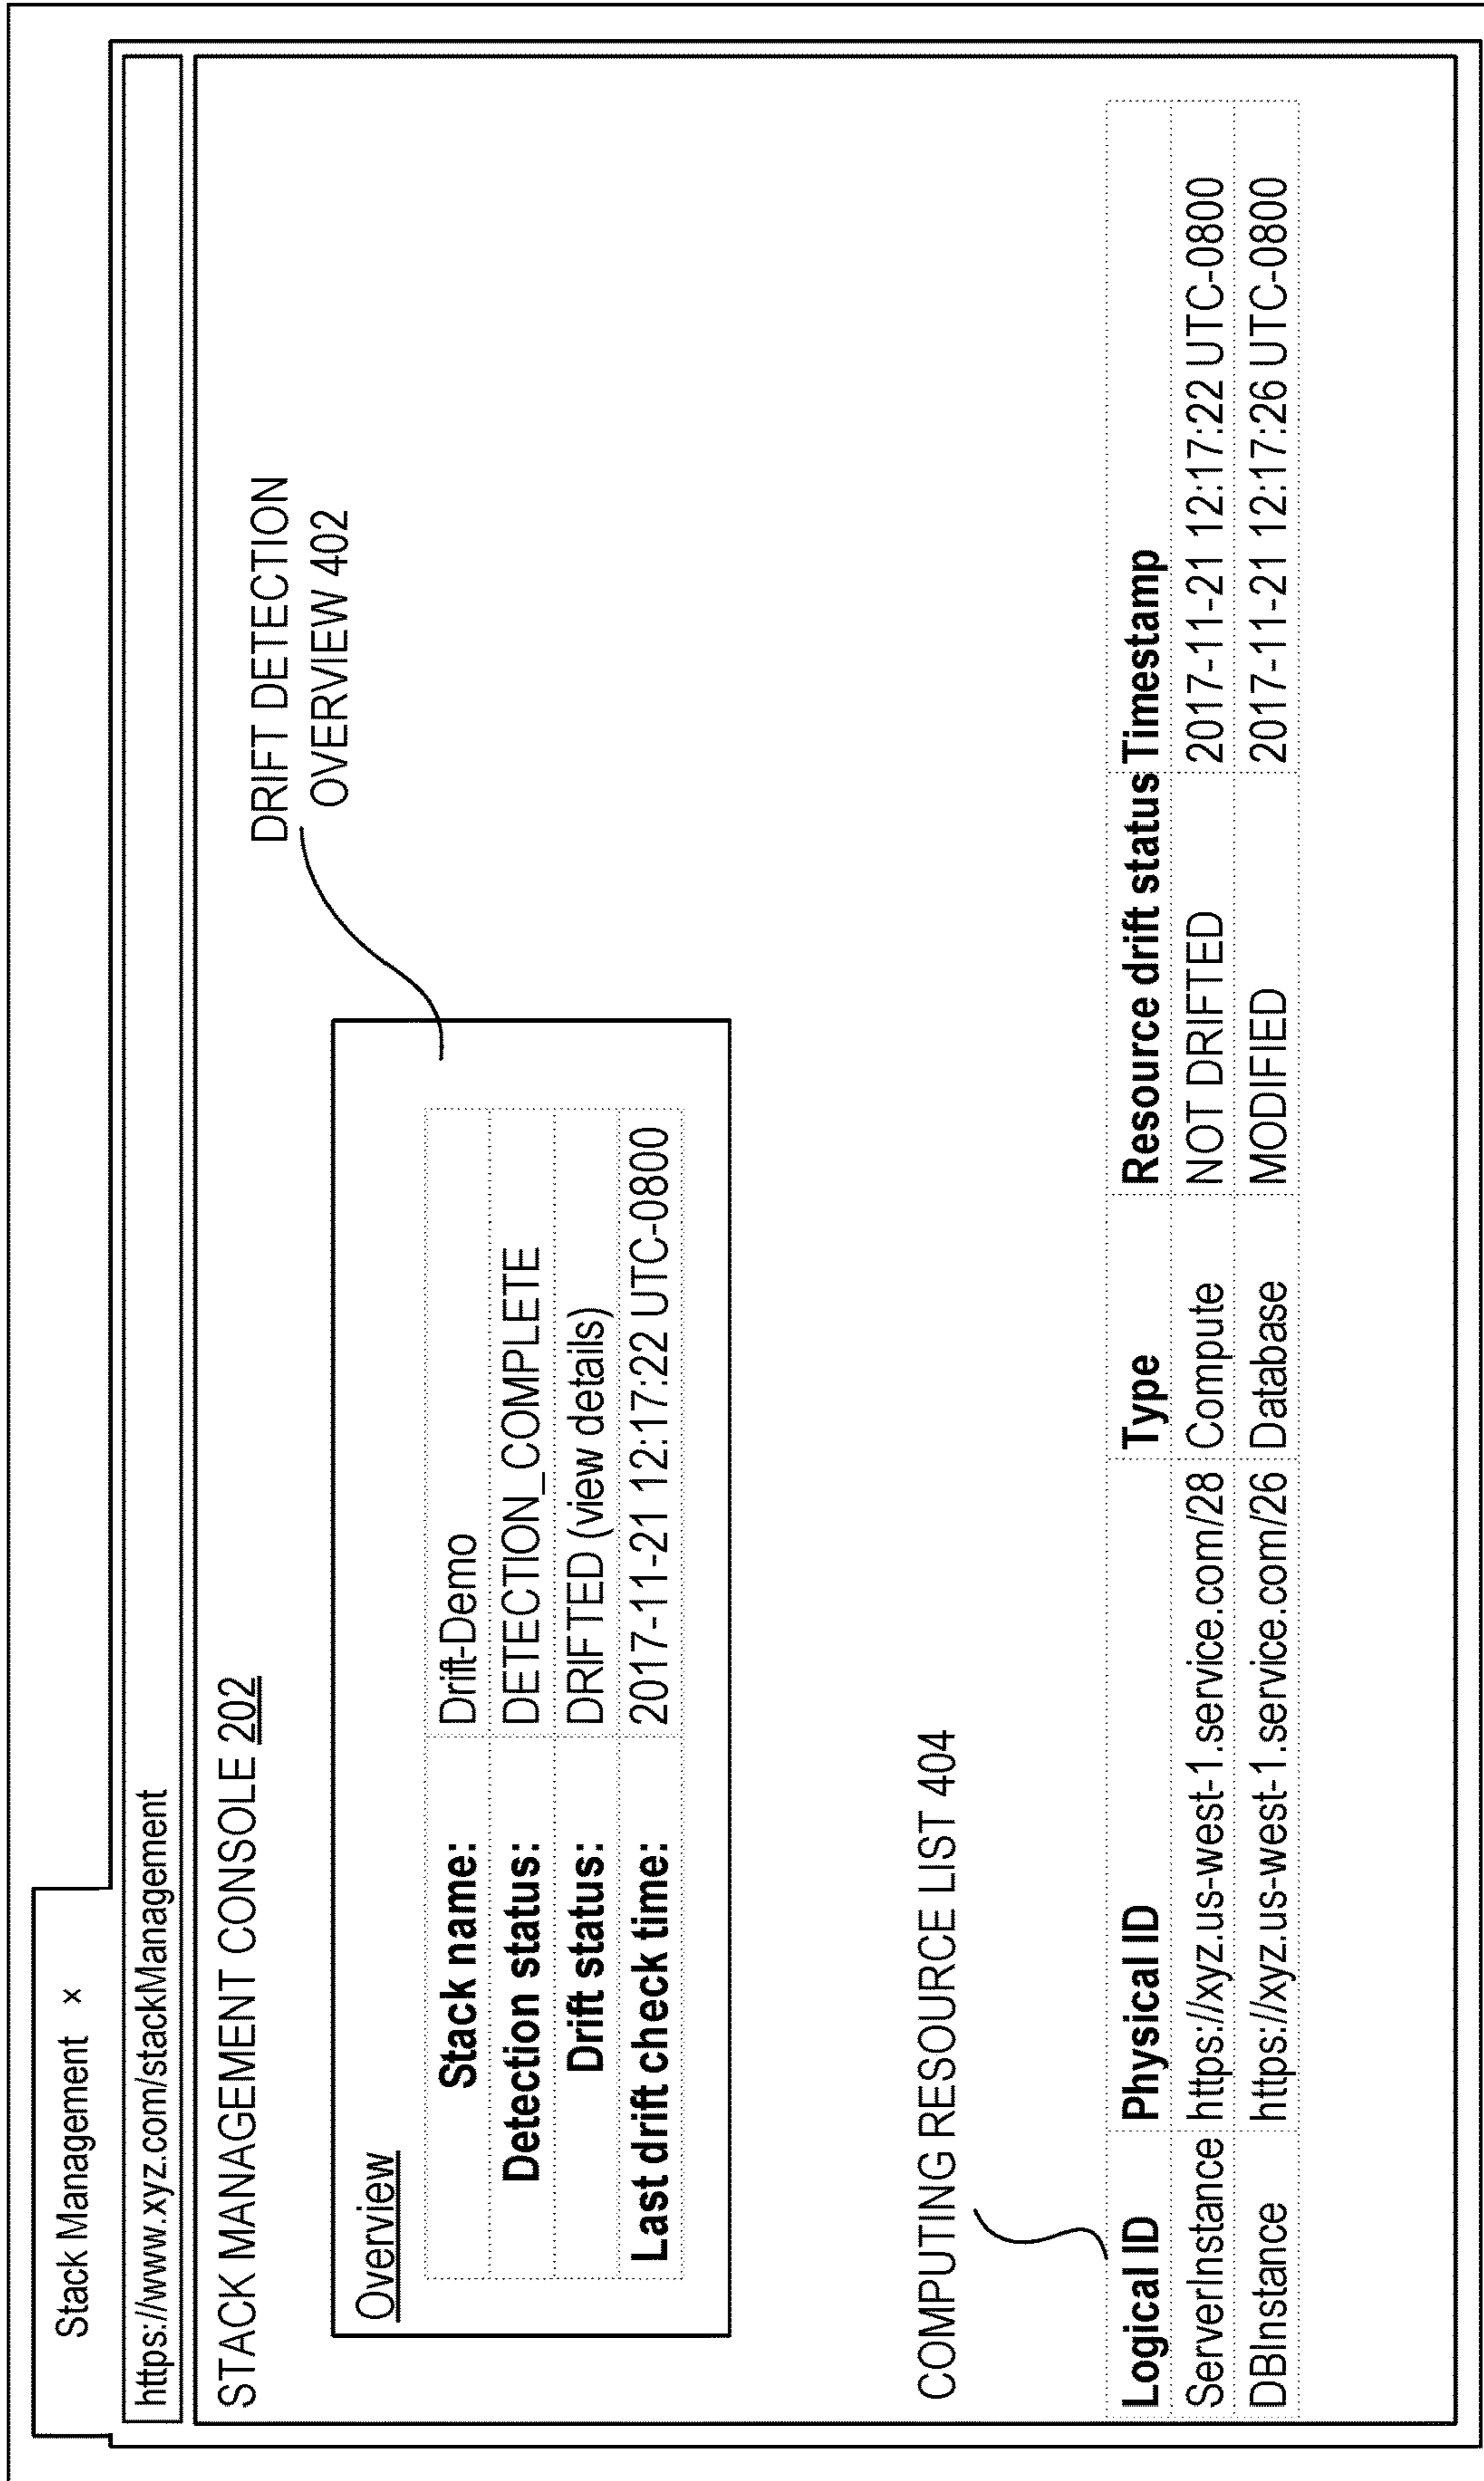 Stack Management ×
https://www.xyz.com/stackManagement
STACK MANAGEMENT CONSOLE 202
DRIFT DETECTION
OVERVIEW 402
Overview
Stack name: Drift-Demo
Detection status: DETECTION_COMPLETE
Drift status: DRIFTED (view details)
Last drift check time: 2017-11-21 12:17:22 UTC-0800
COMPUTING RESOURCE LIST 404
Logical ID Physical ID Type Resource drift status Timestamp
ServerInstance https://xyz.us-west-1.service.com/28 Compute NOT DRIFTED 2017-11-21 12:17:22 UTC-0800
DBInstance https://xyz.us-west-1.service.com/26 Database MODIFIED 2017-11-21 12:17:26 UTC-0800